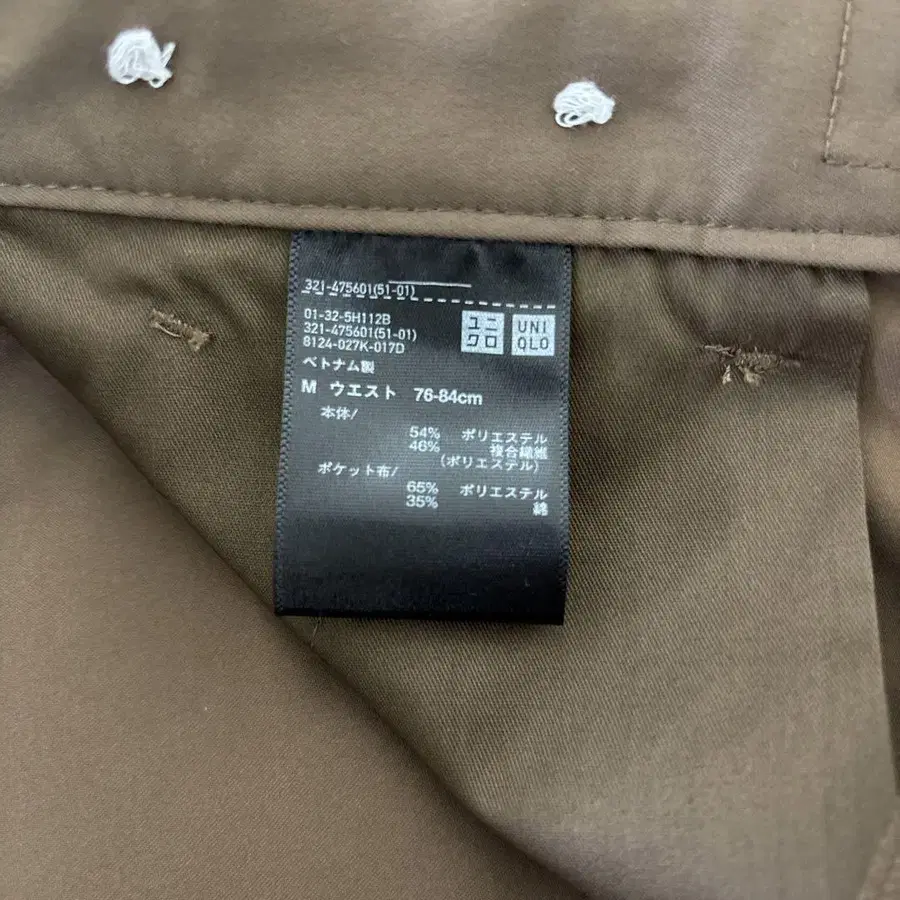 321-475601(51-01)
01-32-5H112B
321-475601(51-01)
8124-027K-017D
ユニ
クロ
UNI
QLO
ベトナム製
M ウエスト 76-84cm
本体/
54% ポリエステル
46% 複合繊維
(ポリエステル)
ポケット布/
65% ポリエステル
35% 綿